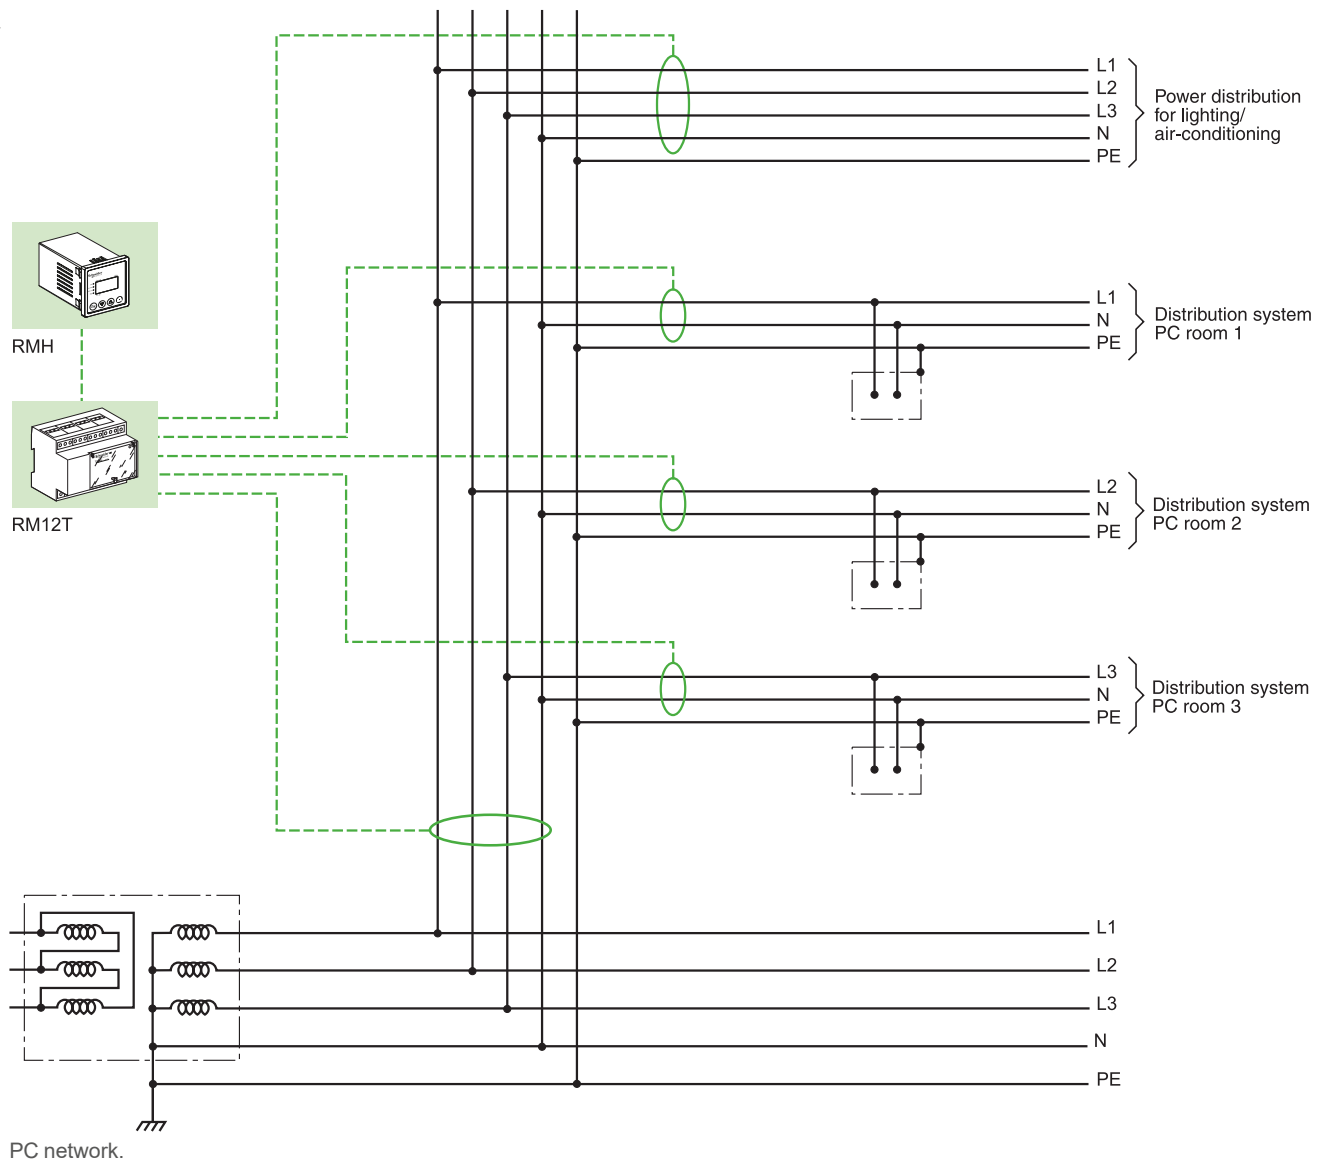 L1
L2
L3
N
PE
Power distribution
for lighting/
air-conditioning
RMH
L1
N
PE
Distribution system
PC room 1
RM12T
L2
N
PE
Distribution system
PC room 2
L3
N
PE
Distribution system
PC room 3
L1
L2
L3
N
PE
PC network.